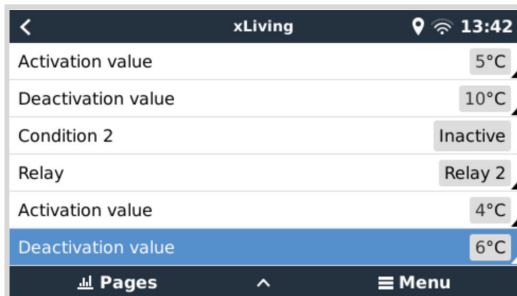 xLiving 13:42
Activation value 5°C
Deactivation value 10°C
Condition 2 Inactive
Relay Relay 2
Activation value 4°C
Deactivation value 6°C
Pages Menu